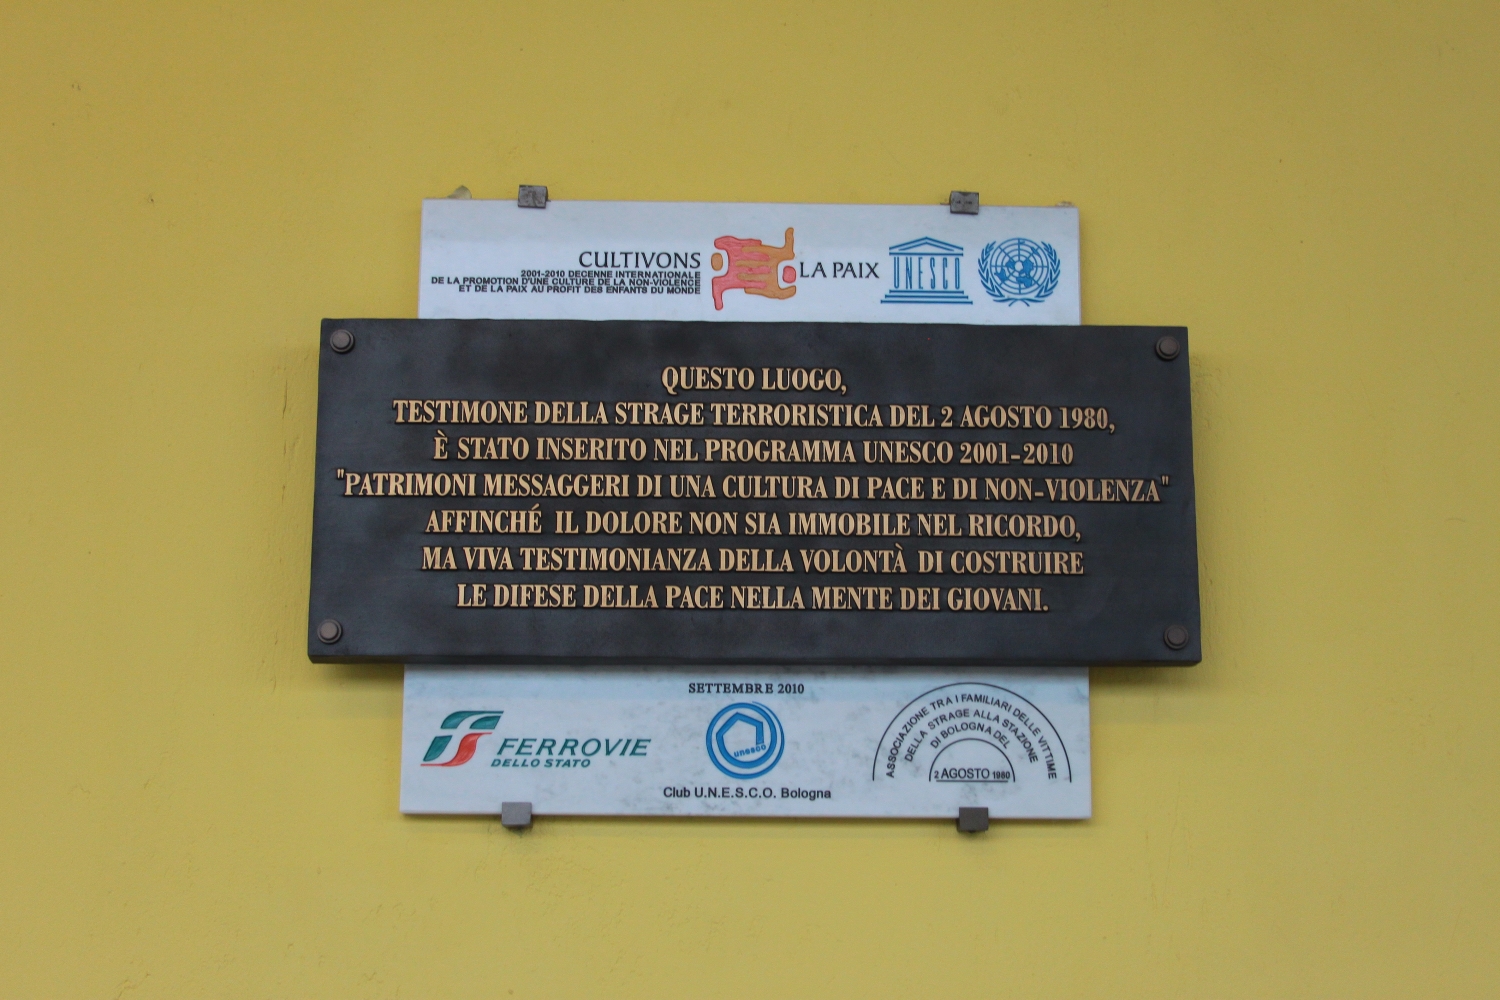 CULTIVONS
2001-2010 DECENNE INTERNATIONALE
DE LA PROMOTION D'UNE CULTURE DE LA NON-VIOLENCE
ET DE LA PAIX AU PROFIT DES ENFANTS DU MONDE
LA PAIX
UNESCO
QUESTO LUOGO,
TESTIMONE DELLA STRAGE TERRORISTICA DEL 2 AGOSTO 1980,
È STATO INSERITO NEL PROGRAMMA UNESCO 2001-2010
"PATRIMONI MESSAGGERI DI UNA CULTURA DI PACE E DI NON-VIOLENZA"
AFFINCHÉ IL DOLORE NON SIA IMMOBILE NEL RICORDO,
MA VIVA TESTIMONIANZA DELLA VOLONTÀ DI COSTRUIRE
LE DIFESE DELLA PACE NELLA MENTE DEI GIOVANI.
SETTEMBRE 2010
FERROVIE
DELLO STATO
unesco
Club U.N.E.S.C.O. Bologna
ASSOCIAZIONE TRA I FAMILIARI DELLE VITTIME
DELLA STRAGE ALLA STAZIONE
DI BOLOGNA DEL
2 AGOSTO 1980